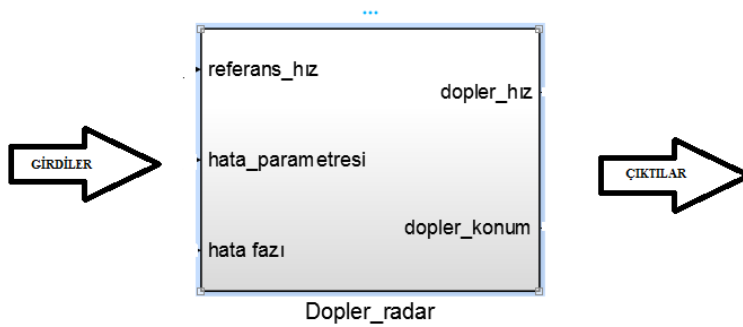 referans_hız
dopler_hız
GİRDİLER
hata_parametresi
ÇIKTILAR
dopler_konum
hata fazı
Dopler_radar